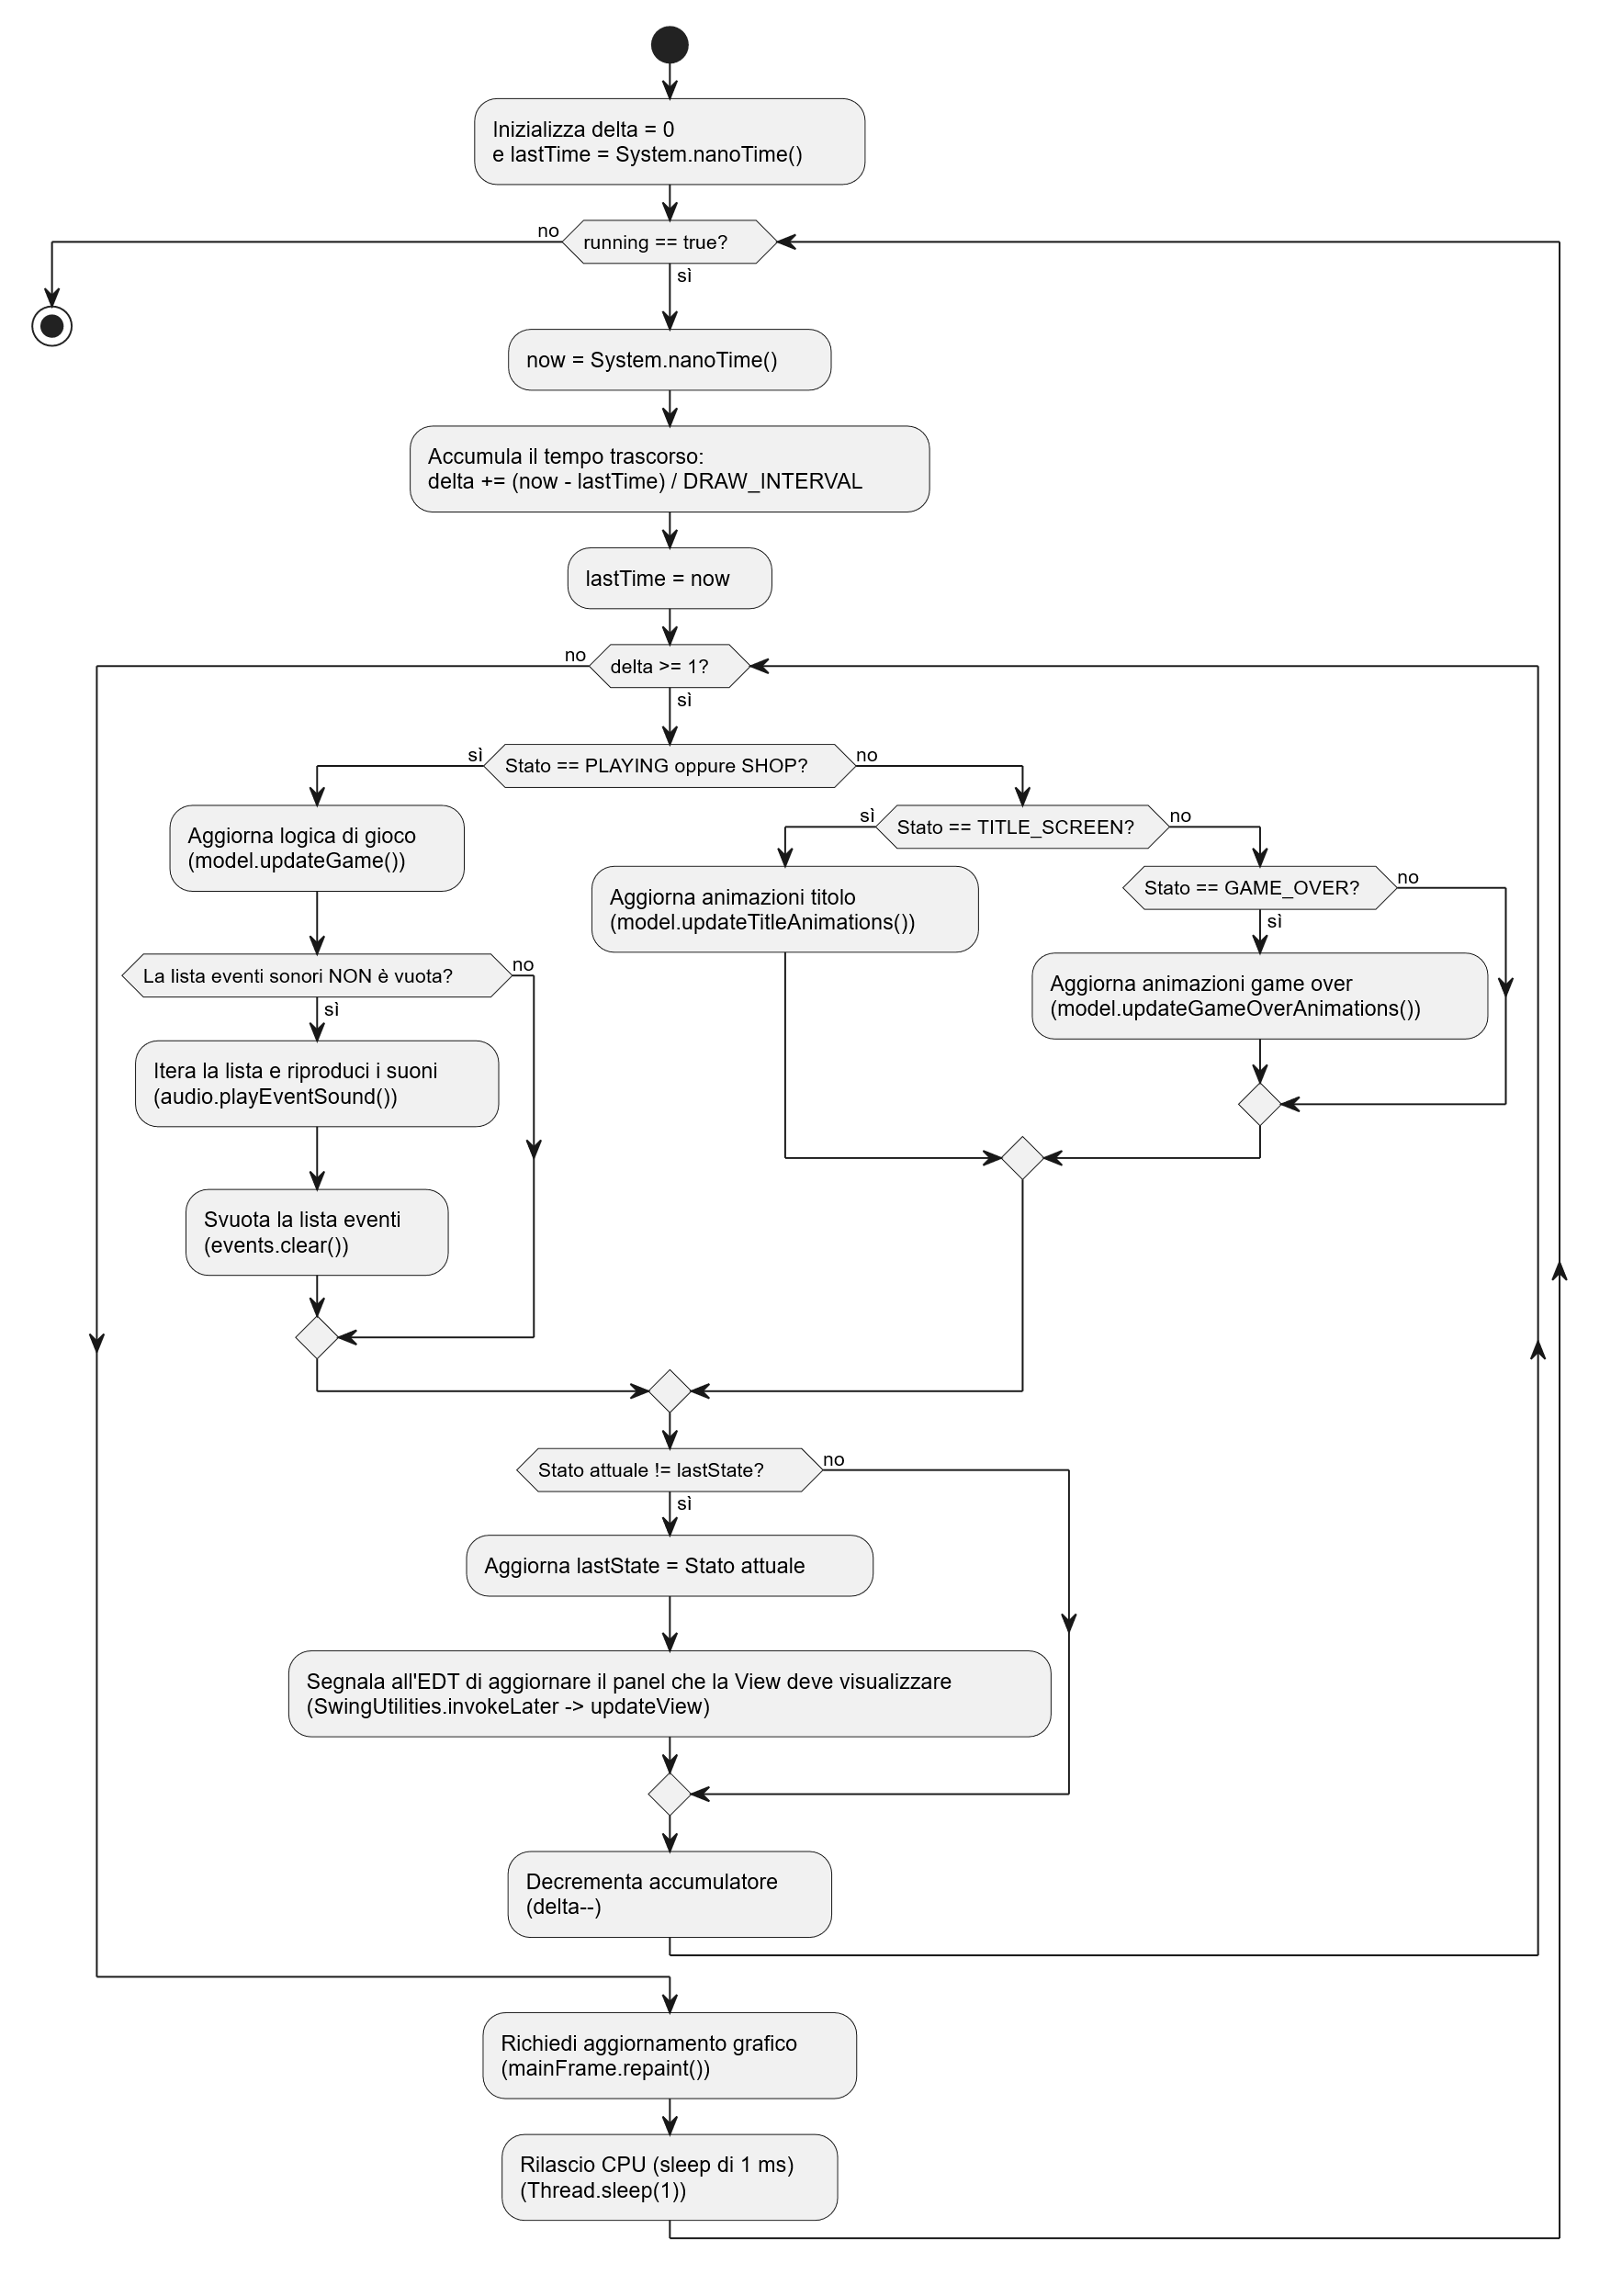 Inizializza delta = 0
e lastTime = System.nanoTime()
no
running == true?
sì
now = System.nanoTime()
Accumula il tempo trascorso:
delta += (now - lastTime) / DRAW_INTERVAL
lastTime = now
no
delta >= 1?
sì
sì
Stato == PLAYING oppure SHOP?
no
Aggiorna logica di gioco
(model.updateGame())
La lista eventi sonori NON è vuota?
no
sì
Itera la lista e riproduci i suoni
(audio.playEventSound())
Svuota la lista eventi
(events.clear())
sì
Stato == TITLE_SCREEN?
no
Aggiorna animazioni titolo
(model.updateTitleAnimations())
Stato == GAME_OVER?
no
sì
Aggiorna animazioni game over
(model.updateGameOverAnimations())
Stato attuale != lastState?
no
sì
Aggiorna lastState = Stato attuale
Segnala all'EDT di aggiornare il panel che la View deve visualizzare
(SwingUtilities.invokeLater -> updateView)
Decrementa accumulatore
(delta--)
Richiedi aggiornamento grafico
(mainFrame.repaint())
Rilascio CPU (sleep di 1 ms)
(Thread.sleep(1))